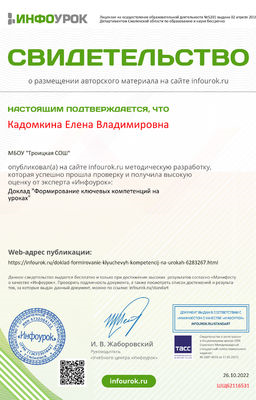 ИНФОУРОК
Лицензия на осуществление образовательной деятельности №5201 выдана 02 апреля
Департаментом Смоленской области по образованию и науке бессрочно
СВИДЕТЕЛЬСТВО
о размещении авторского материала на сайте infourok.ru
НАСТОЯЩИМ ПОДТВЕРЖДАЕТСЯ, ЧТО
Кадомкина Елена Владимировна
МБОУ "Троицкая СОШ"
опубликовал(а) на сайте infourok.ru методическую разработку,
которая успешно прошла проверку и получила высокую
оценку от эксперта «Инфоурок»:
Доклад "Формирование ключевых компетенций на
уроках"
Web-адрес публикации:
https://infourok.ru/doklad-formirovanie-klyuchevyh-kompetencij-na-urokah-6283267.html
Данное свидетельство выдается бесплатно и только при достижении высоких результатов согласно «Манифесту
о качестве «Инфоурок». Проверить подлинность документа, а также посмотреть список достижений и результа
тов, за которые выдан данный документ, можно по ссылке: infourok.ru/standart
«Инфоурок»
И. В. Жаборовский
Руководитель
«Учебного центра «Инфоурок»
ДОКУМЕНТ ВЫДАН В СООТВЕТСТВИИ С
INFOUROK.RU/STANDART
ТАСС
26.10.2022
infourok.ru
ШЩ62116531